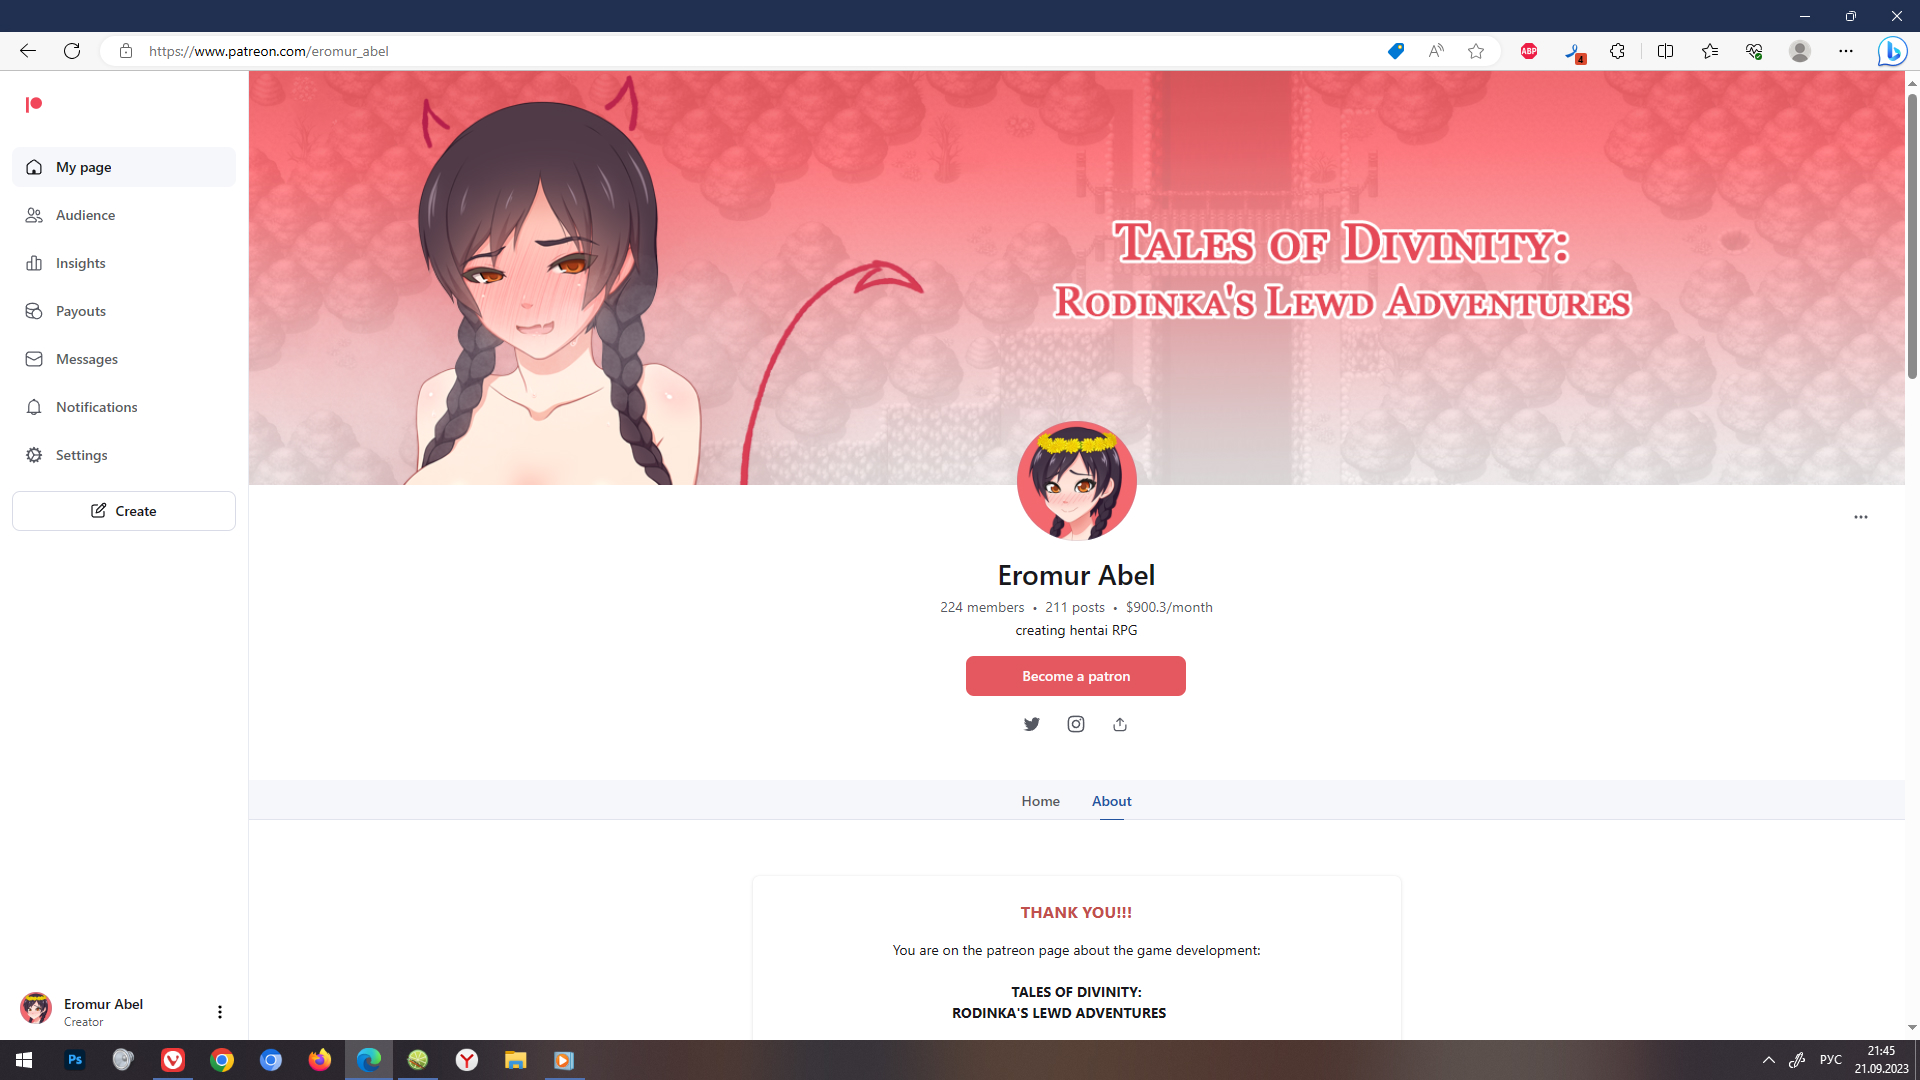 https://www.patreon.com/eromur_abel
ABP
4
My page
Audience
Insights
Payouts
Messages
Notifications
Settings
Create
TALES OF DIVINITY:
RODINKA'S LEWD ADVENTURES
Eromur Abel
224 members • 211 posts • $900.3/month
creating hentai RPG
Become a patron
Home
About
THANK YOU!!!
You are on the patreon page about the game development:
TALES OF DIVINITY:
RODINKA'S LEWD ADVENTURES
Eromur Abel
Creator
Ps
РУС
21:45
21.09.2023